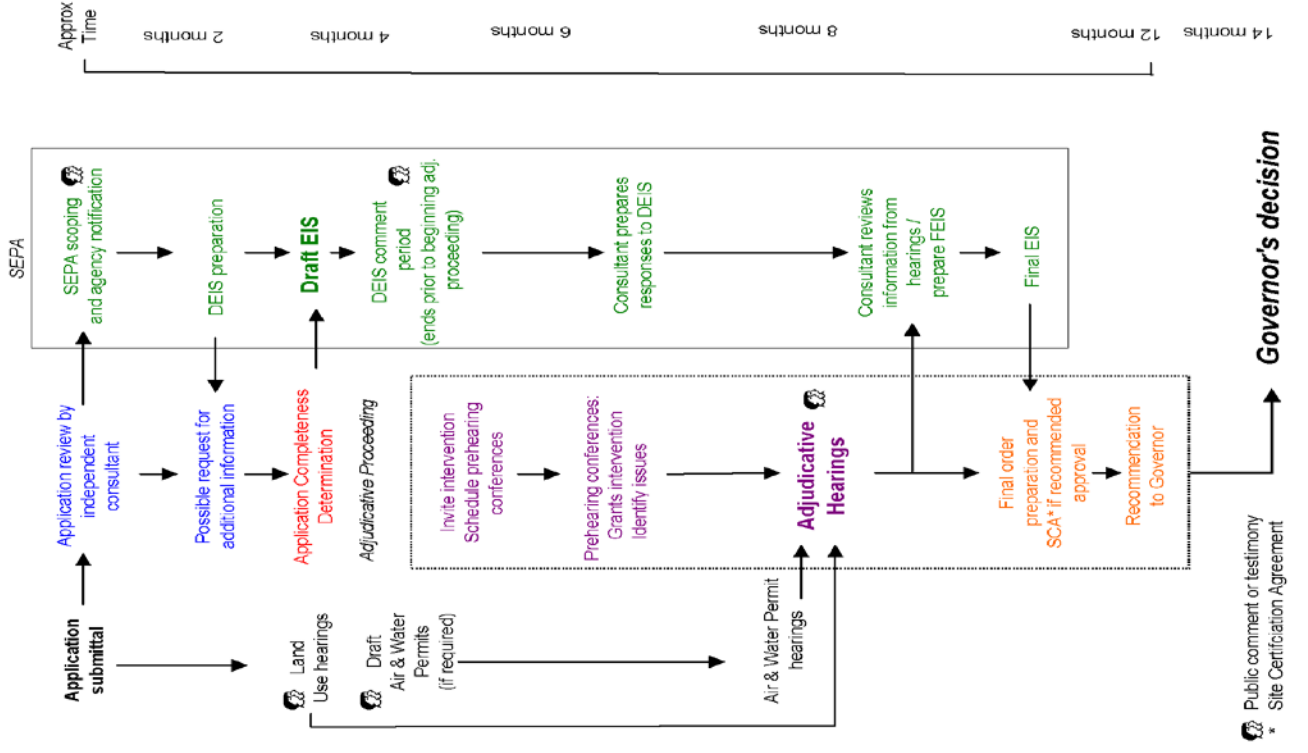 Approx
Time
2 months
4 months
6 months
8 months
12 months
14 months
SEPA
SEPA scoping
and agency notification
DEIS preparation
Draft EIS
DEIS comment
period
(ends prior to beginning adj.
proceeding)
Consultant prepares
responses to DEIS
Consultant reviews
information from
hearings /
prepare FEIS
Final EIS
Application review by
independent
consultant
Possible request for
additional information
Application Completeness
Determination
Adjudicative Proceeding
Invite intervention
Schedule prehearing
conferences
Prehearing conferences:
Grants intervention
Identify issues
Adjudicative
Hearings
Final order
preparation and
SCA* if recommended
approval
Recommendation
to Governor
Governor's decision
Application
submittal
Land
Use hearings
Draft
Air & Water
Permits
(if required)
Air & Water Permit
hearings
Public comment or testimony
* Site Certifciation Agreement